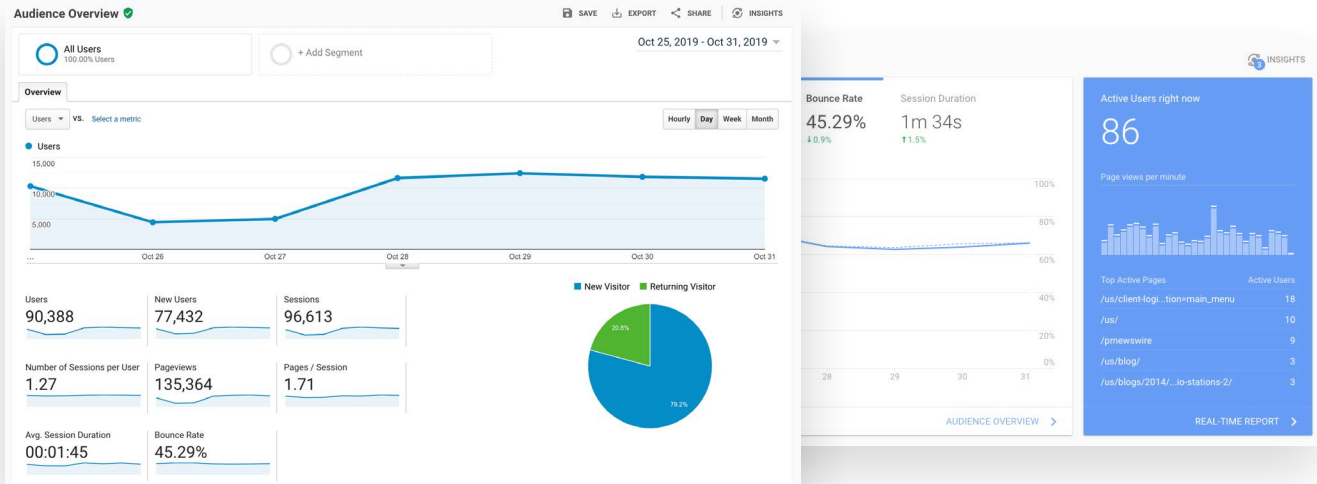 Audience Overview
SAVE EXPORT SHARE INSIGHTS
All Users
100.00% Users
+ Add Segment
Oct 25, 2019 - Oct 31, 2019
Overview
Users VS. Select a metric
Hourly Day Week Month
Users
15,000
10,000
5,000
... Oct 26 Oct 27 Oct 28 Oct 29 Oct 30 Oct 31
New Visitor Returning Visitor
20.8%
79.2%
Users New Users Sessions
90,388 77,432 96,613
Number of Sessions per User Pageviews Pages / Session
1.27 135,364 1.71
Avg. Session Duration Bounce Rate
00:01:45 45.29%
INSIGHTS
3
Bounce Rate Session Duration
45.29% 1m 34s
↓0.9% ↑1.5%
100%
80%
60%
40%
20%
0%
28 29 30 31
AUDIENCE OVERVIEW >
Active Users right now
86
Page views per minute
Top Active Pages Active Users
/us/client-logi...tion=main_menu 18
/us/ 10
/prnewswire 9
/us/blog/ 3
/us/blogs/2014/...io-stations-2/ 3
REAL-TIME REPORT >